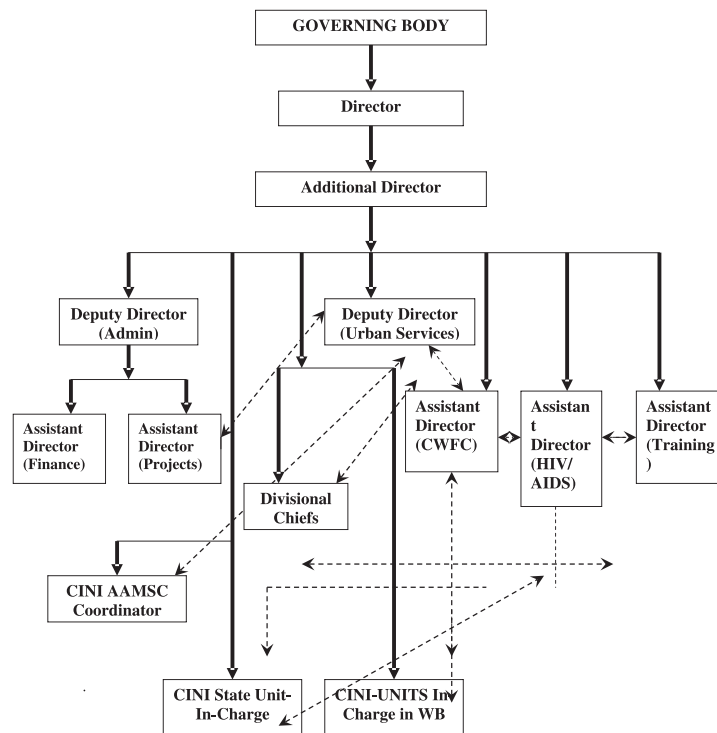 GOVERNING BODY
Director
Additional Director
Deputy Director
(Admin)
Deputy Director
(Urban Services)
Assistant
Director
(Finance)
Assistant
Director
(Projects)
Assistant
Director
(CWFC)
Assistan
t
Director
(HIV/
AIDS)
Assistant
Director
(Training
)
Divisional
Chiefs
CINI AAMSC
Coordinator
CINI State Unit-
In-Charge
CINI-UNITS In-
Charge in WB